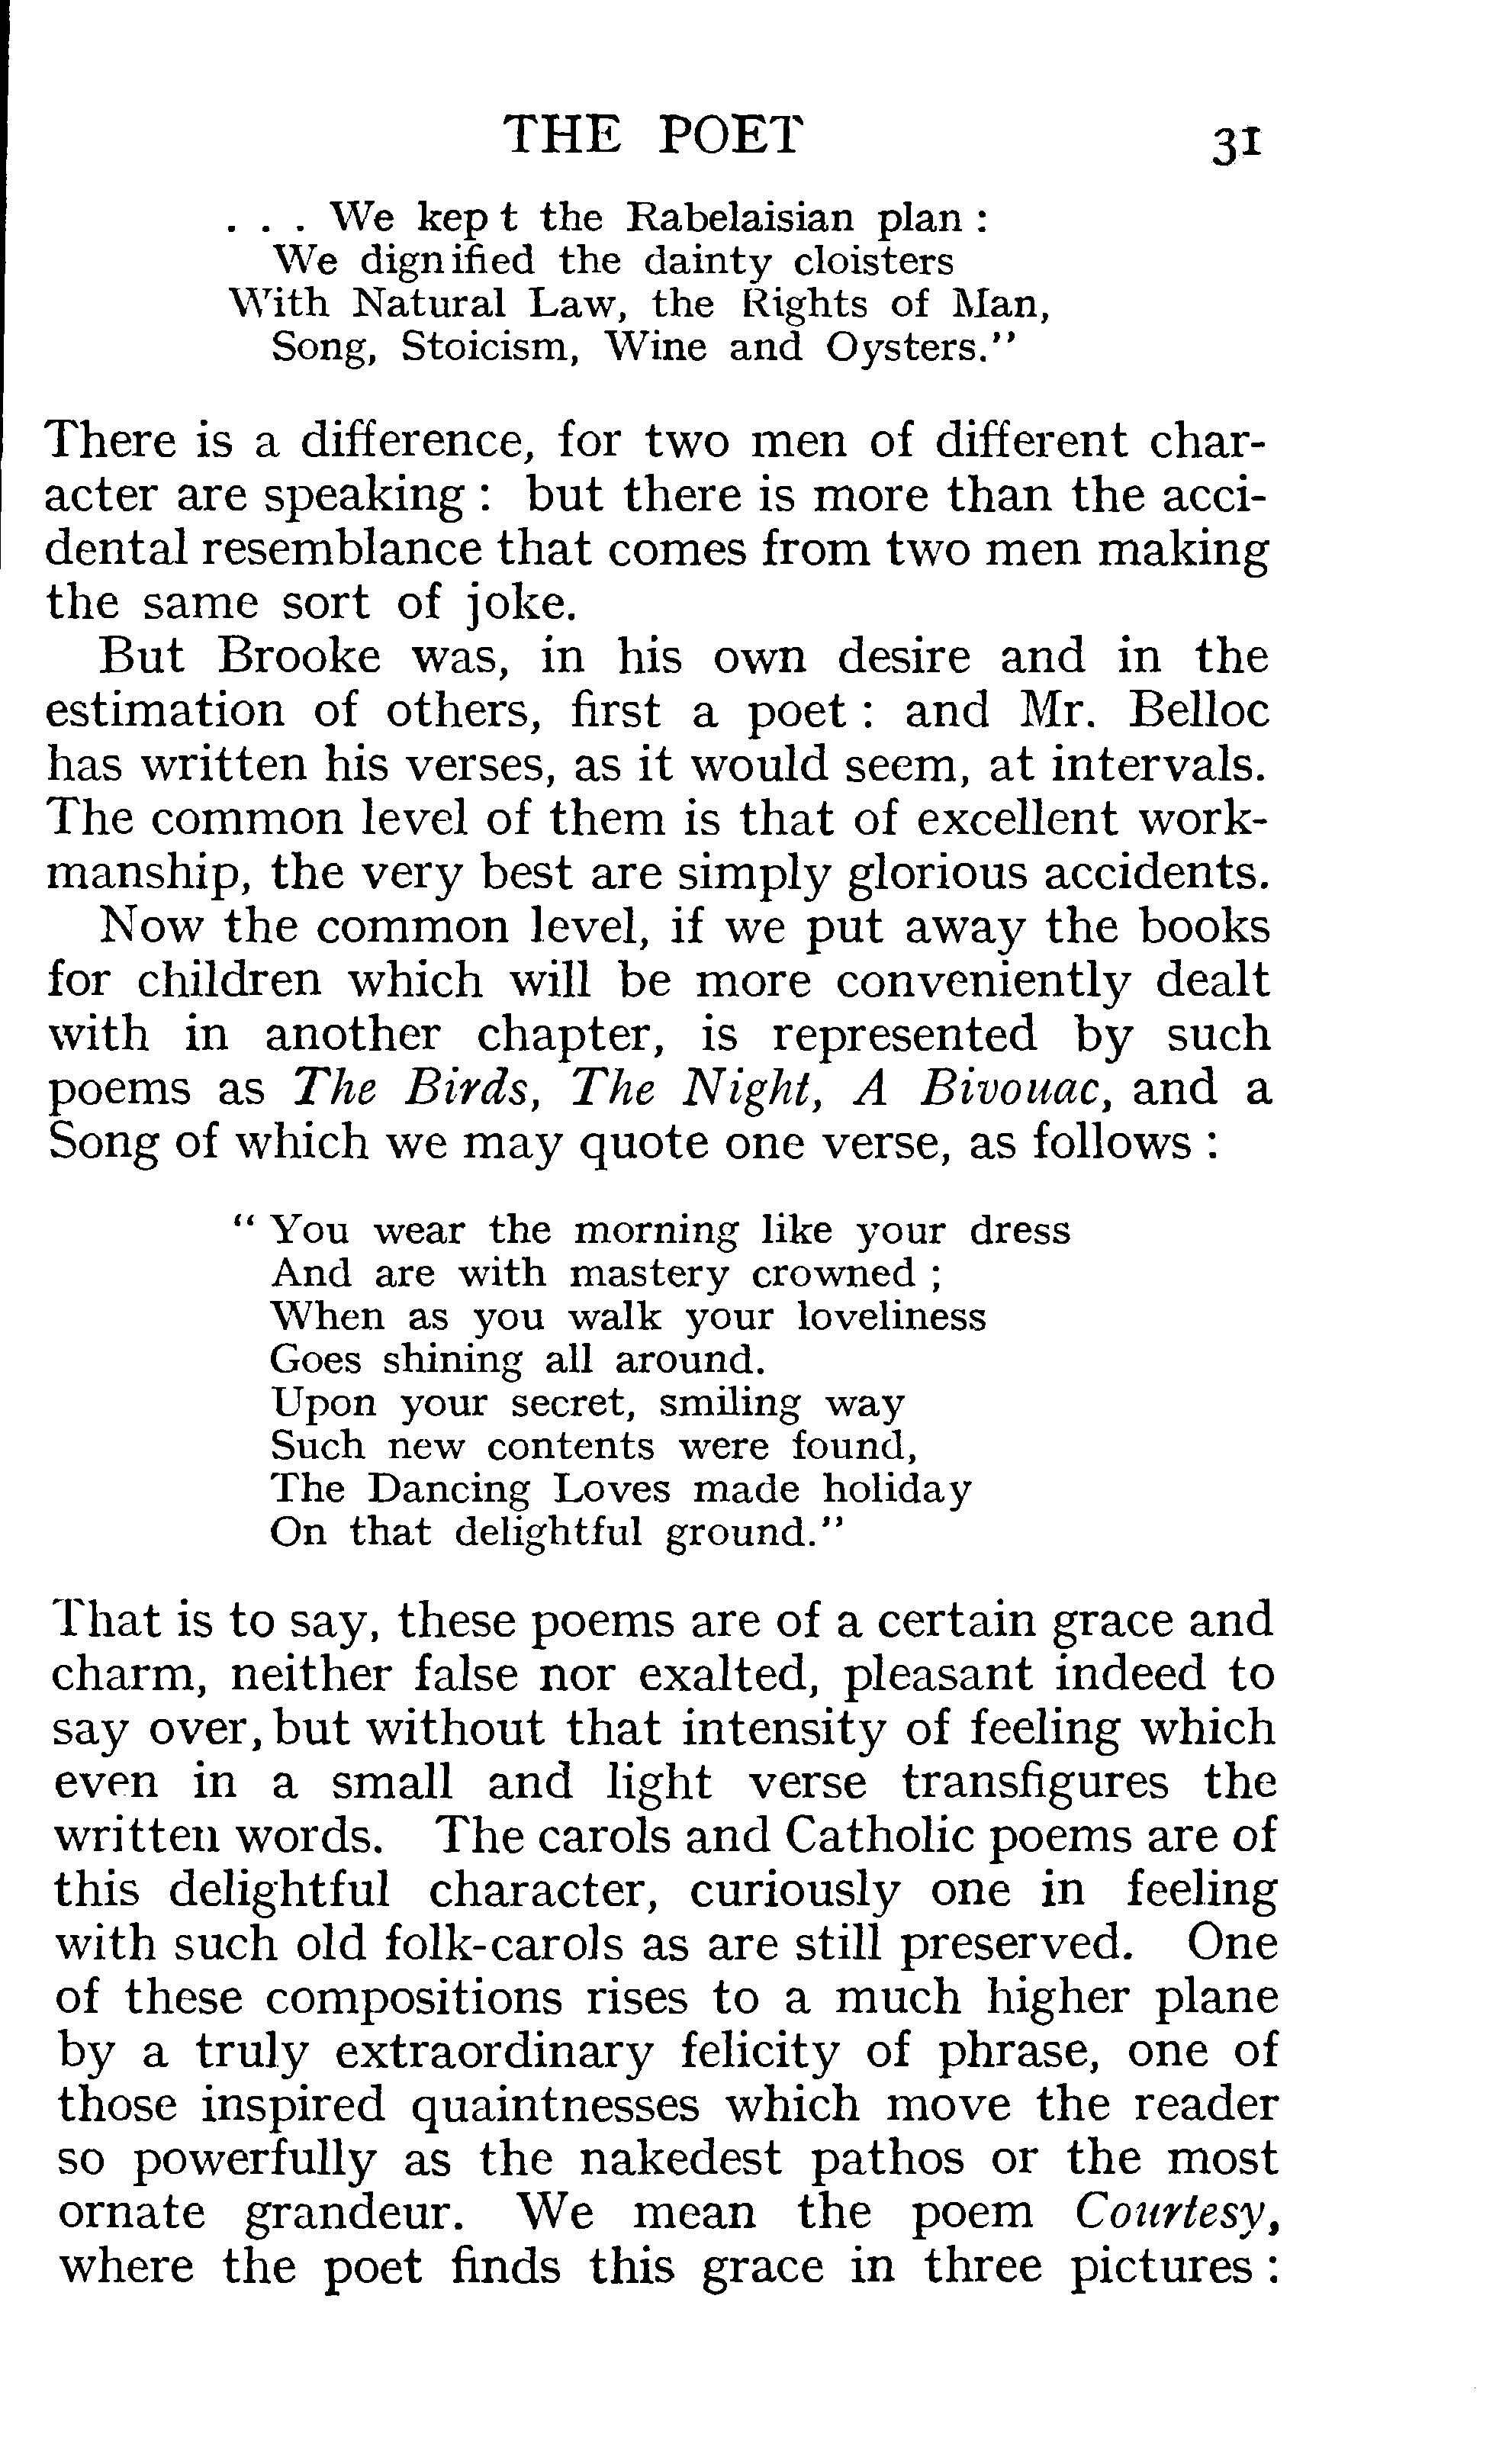 THE POET 31
. . . We kept the Rabelaisian plan :
We dignified the dainty cloisters
With Natural Law, the Rights of Man,
Song, Stoicism, Wine and Oysters."
There is a difference, for two men of different char-
acter are speaking : but there is more than the acci-
dental resemblance that comes from two men making
the same sort of joke.
But Brooke was, in his own desire and in the
estimation of others, first a poet : and Mr. Belloc
has written his verses, as it would seem, at intervals.
The common level of them is that of excellent work-
manship, the very best are simply glorious accidents.
Now the common level, if we put away the books
for children which will be more conveniently dealt
with in another chapter, is represented by such
poems as The Birds, The Night, A Bivouac, and a
Song of which we may quote one verse, as follows :
" You wear the morning like your dress
And are with mastery crowned ;
When as you walk your loveliness
Goes shining all around.
Upon your secret, smiling way
Such new contents were found,
The Dancing Loves made holiday
On that delightful ground."
That is to say, these poems are of a certain grace and
charm, neither false nor exalted, pleasant indeed to
say over, but without that intensity of feeling which
even in a small and light verse transfigures the
written words. The carols and Catholic poems are of
this delightful character, curiously one in feeling
with such old folk-carols as are still preserved. One
of these compositions rises to a much higher plane
by a truly extraordinary felicity of phrase, one of
those inspired quaintnesses which move the reader
so powerfully as the nakedest pathos or the most
ornate grandeur. We mean the poem Courtesy,
where the poet finds this grace in three pictures :